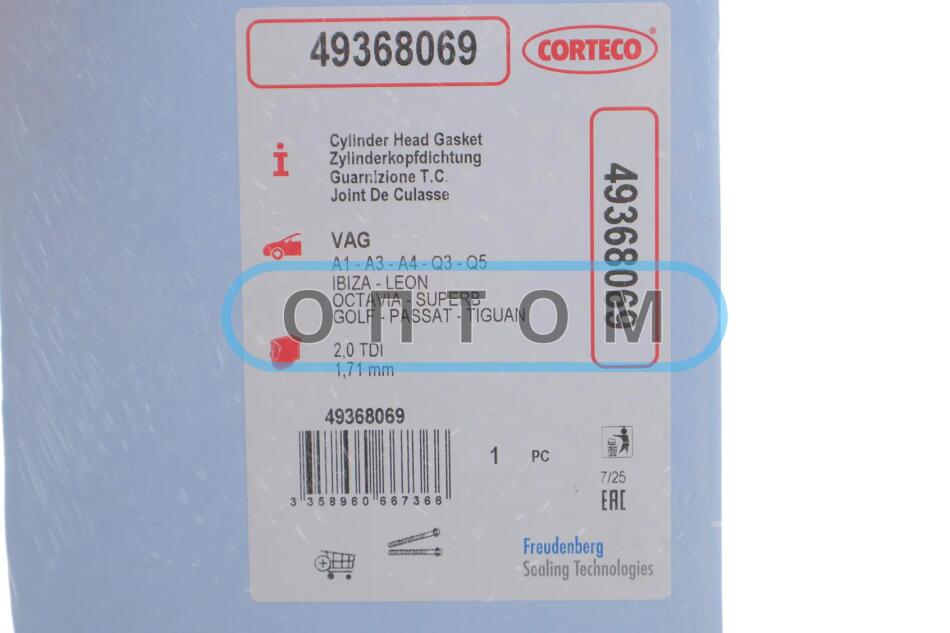 49368069
CORTECO®
Cylinder Head Gasket
Zylinderkopfdichtung
Guarnizione T.C.
Joint De Culasse
49368069
VAG
A1 - A3 - A4 - Q3 - Q5
IBIZA - LEON
OCTAVIA - SUPERB
GOLF - PASSAT - TIGUAN
ОПТОМ
2,0 TDI
1,71 mm
49368069
3 358960 667366
1 PC
7/25
EAC
Freudenberg
Sealing Technologies